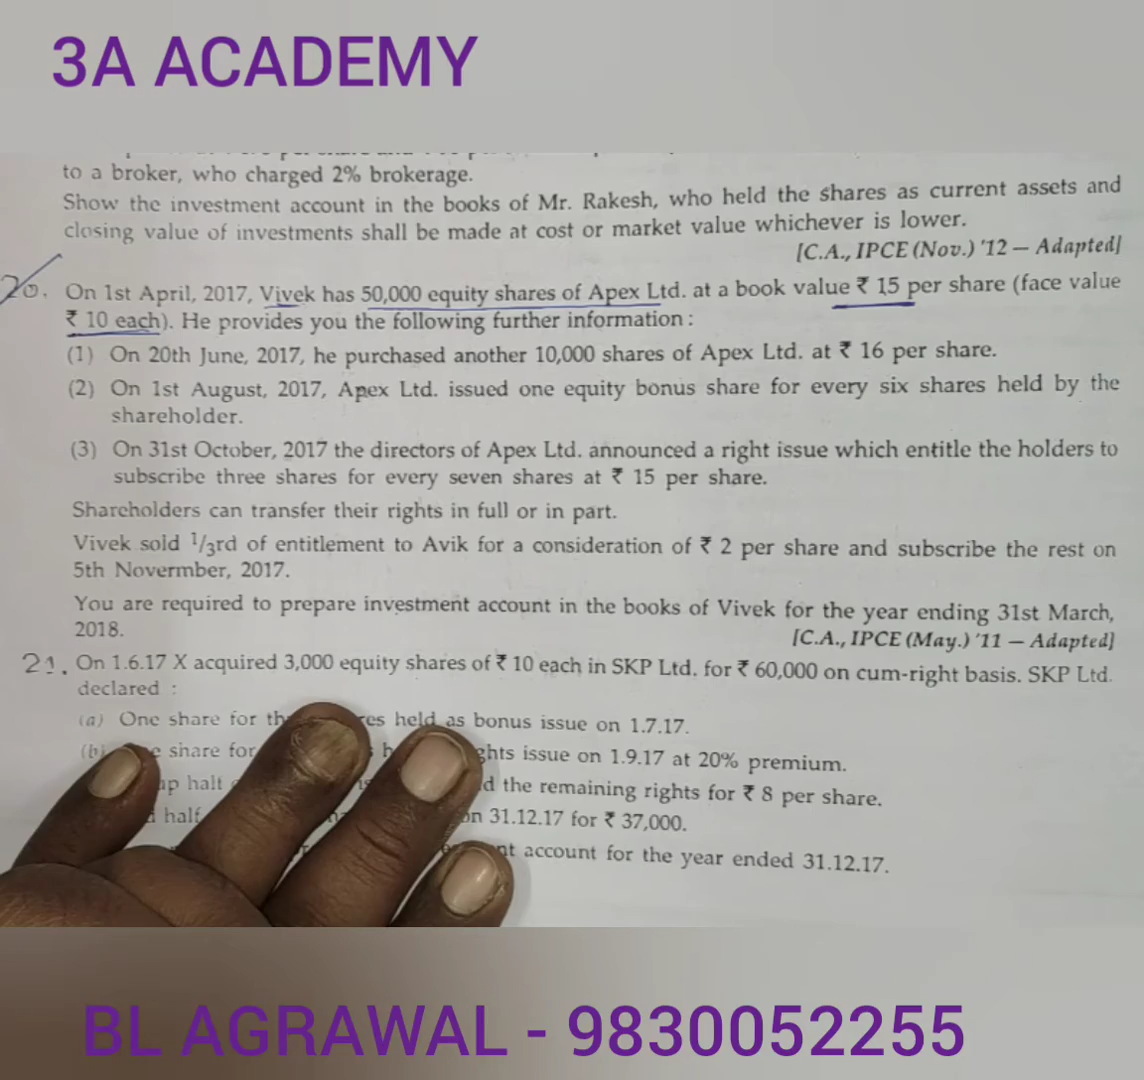 3A ACADEMY
to a broker, who charged 2% brokerage.
Show the investment account in the books of Mr. Rakesh, who held the shares as current assets and
closing value of investments shall be made at cost or market value whichever is lower.
[C.A., IPCE (Nov.) '12 – Adapted]
20. On 1st April, 2017, Vivek has 50,000 equity shares of Apex Ltd. at a book value ₹ 15 per share (face value
₹ 10 each). He provides you the following further information :
(1) On 20th June, 2017, he purchased another 10,000 shares of Apex Ltd. at ₹ 16 per share.
(2) On 1st August, 2017, Apex Ltd. issued one equity bonus share for every six shares held by the
shareholder.
(3) On 31st October, 2017 the directors of Apex Ltd. announced a right issue which entitle the holders to
subscribe three shares for every seven shares at ₹ 15 per share.
Shareholders can transfer their rights in full or in part.
Vivek sold 1/3rd of entitlement to Avik for a consideration of ₹ 2 per share and subscribe the rest on
5th Novermber, 2017.
You are required to prepare investment account in the books of Vivek for the year ending 31st March,
2018.
[C.A., IPCE (May.) '11 – Adapted]
21. On 1.6.17 X acquired 3,000 equity shares of ₹ 10 each in SKP Ltd. for ₹ 60,000 on cum-right basis. SKP Ltd.
declared :
(a) One share for held as bonus issue on 1.7.17.
(b) share for issue on 1.9.17 at 20% premium.
the remaining rights for ₹ 8 per share.
half on 31.12.17 for ₹ 37,000.
account for the year ended 31.12.17.
BL AGRAWAL - 9830052255